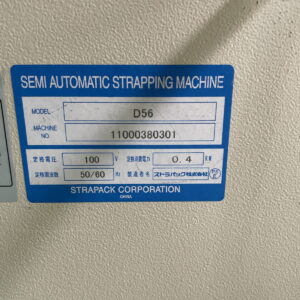 SEMI AUTOMATIC STRAPPING MACHINE
MODEL D56
MACHINE NO. 11000380301
定格電圧 100 V 定格消費電力 0.4 KW
定格周波数 50/60 Hz 製造者名 ストラパック株式会社
STRAPACK CORPORATION